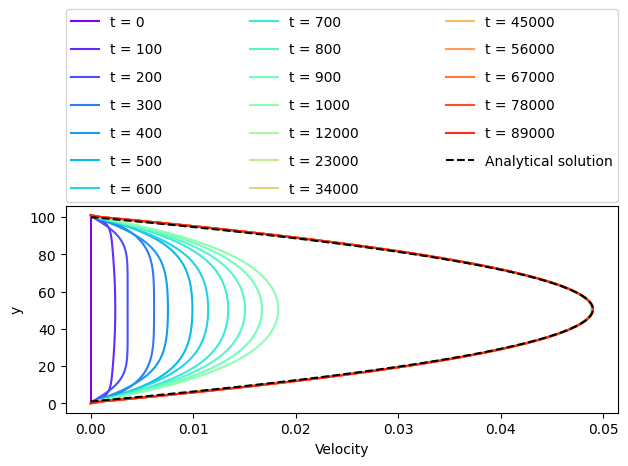 t = 0
t = 100
t = 200
t = 300
t = 400
t = 500
t = 600
t = 700
t = 800
t = 900
t = 1000
t = 12000
t = 23000
t = 34000
t = 45000
t = 56000
t = 67000
t = 78000
t = 89000
Analytical solution
100
80
60
40
20
0
y
0.00 0.01 0.02 0.03 0.04 0.05
Velocity